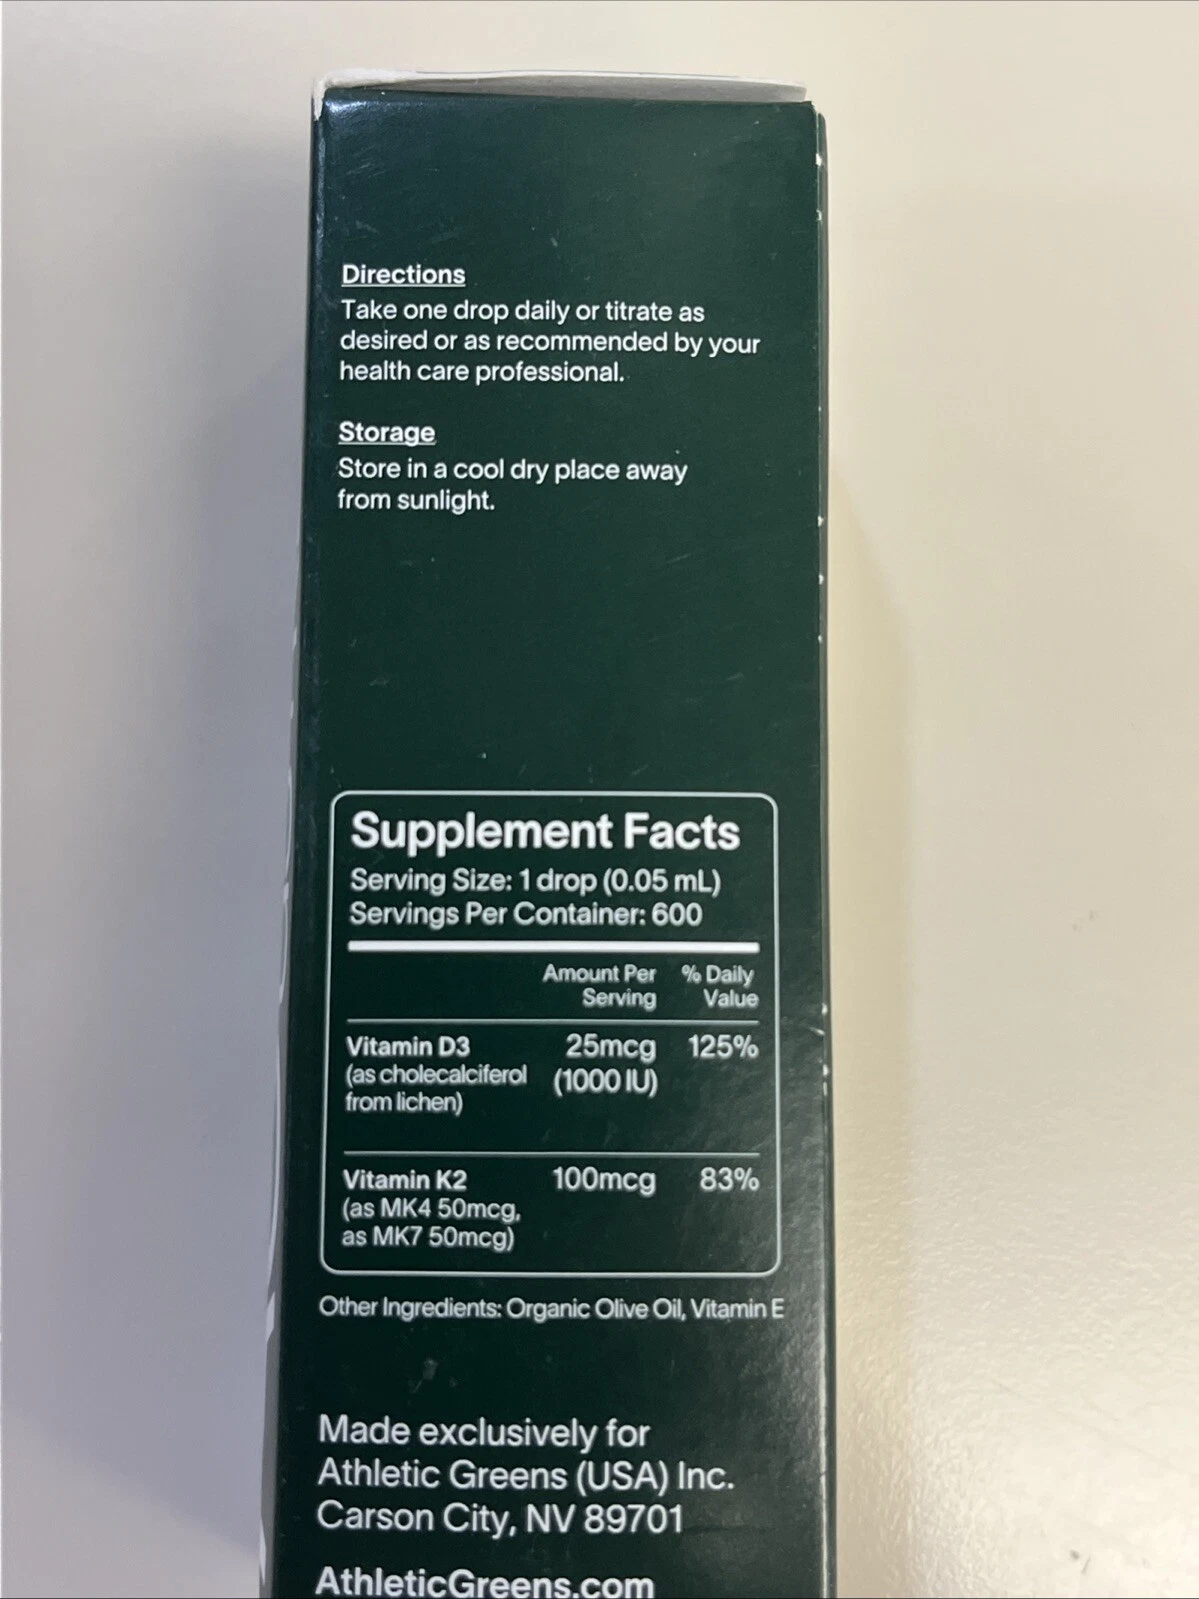 Directions
Take one drop daily or titrate as
desired or as recommended by your
health care professional.
Storage
Store in a cool dry place away
from sunlight.
Supplement Facts
Serving Size: 1 drop (0.05 mL)
Servings Per Container: 600
Amount Per Serving % Daily Value
Vitamin D3 25mcg 125%
(as cholecalciferol (1000 IU)
from lichen)
Vitamin K2 100mcg 83%
(as MK4 50mcg,
as MK7 50mcg)
Other Ingredients: Organic Olive Oil, Vitamin E
Made exclusively for
Athletic Greens (USA) Inc.
Carson City, NV 89701
AthleticGreens.com